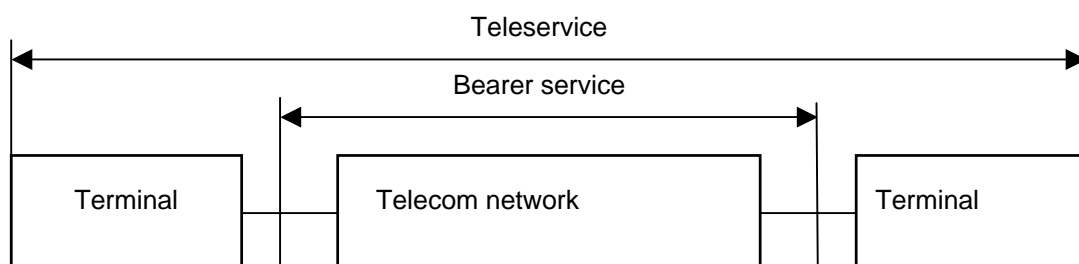 Teleservice
Bearer service
Terminal
Telecom network
Terminal